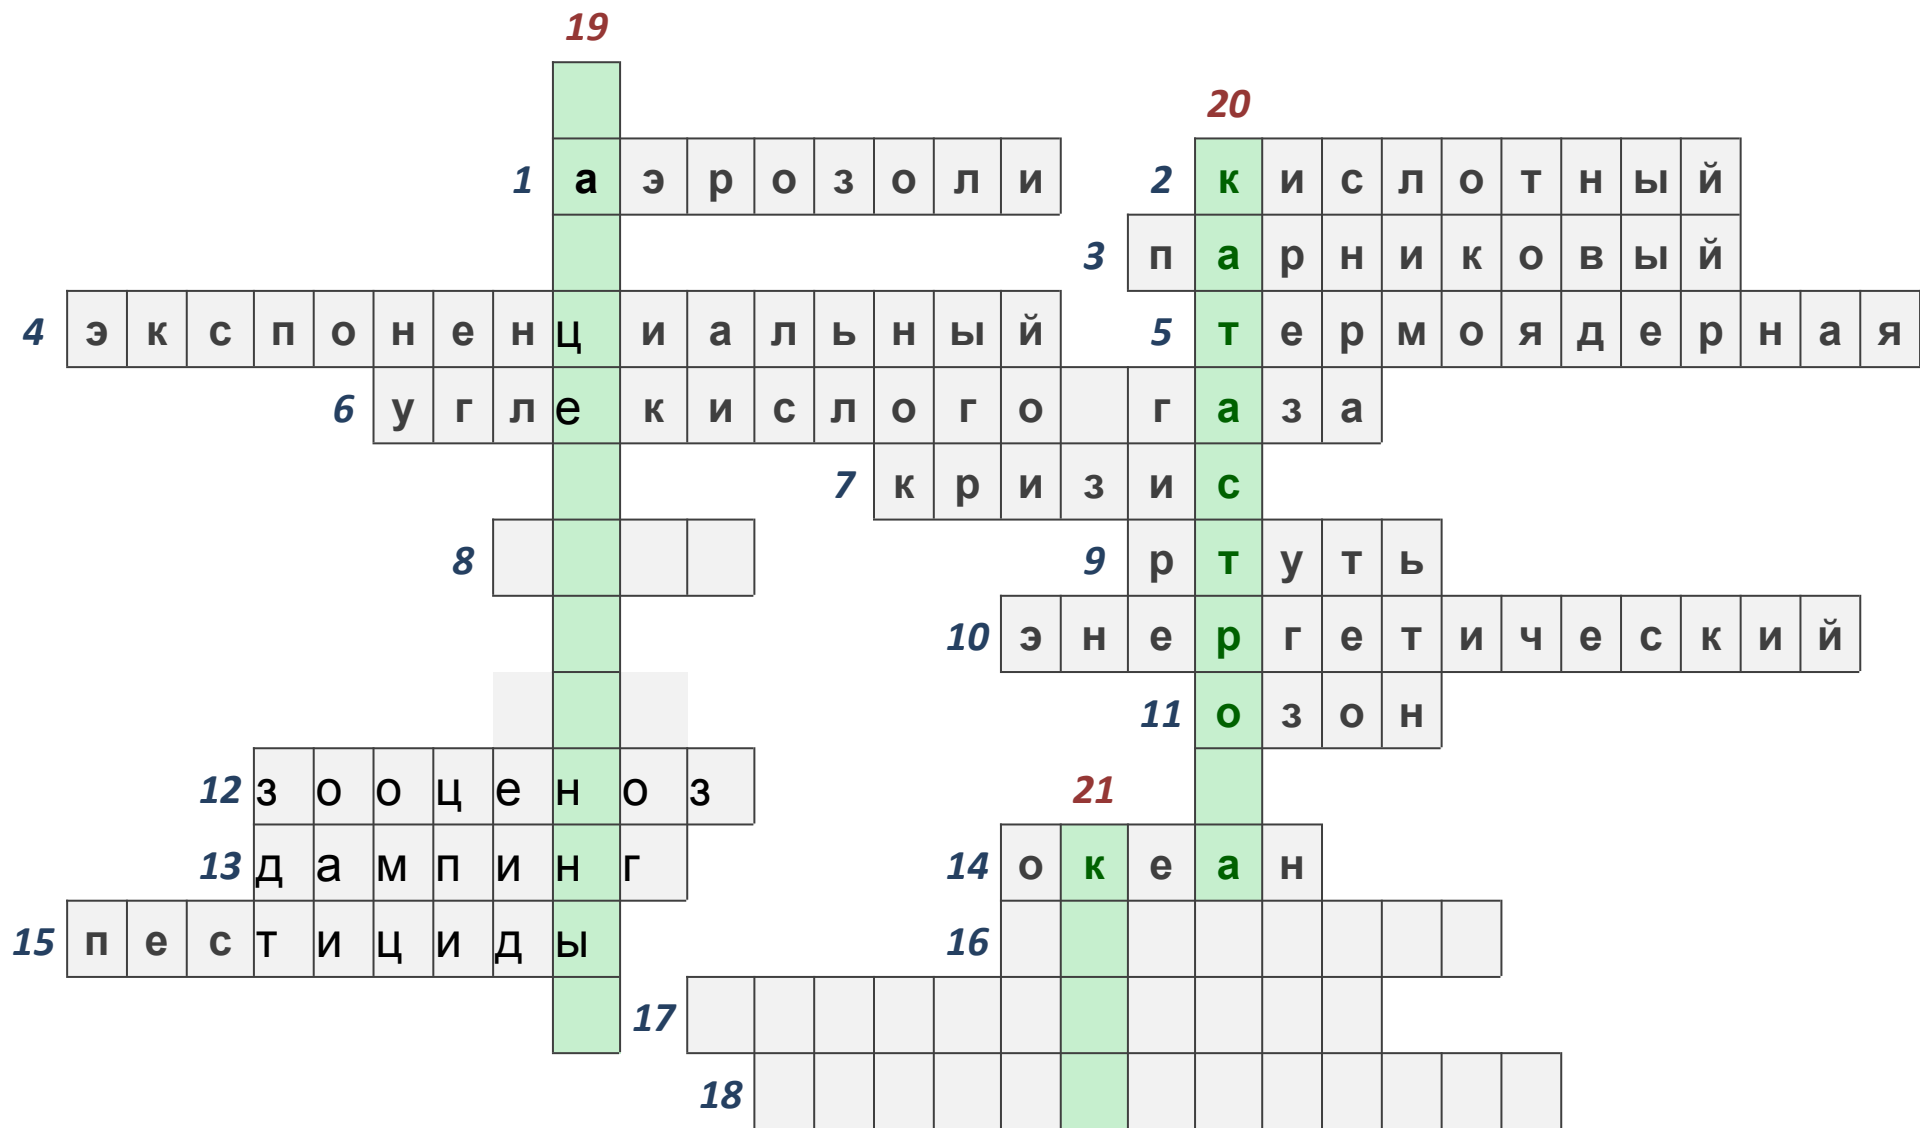 19
20
1 аэрозоли 2 кислотный
3 парниковый
4 экспоненциальный 5 термоядерная
6 углекислого газа
7 кризис
8 9 ртуть
10 энергетический
11 озон
12 зооценоз 21
13 дампинг 14 океан
15 пестициды 16
17
18